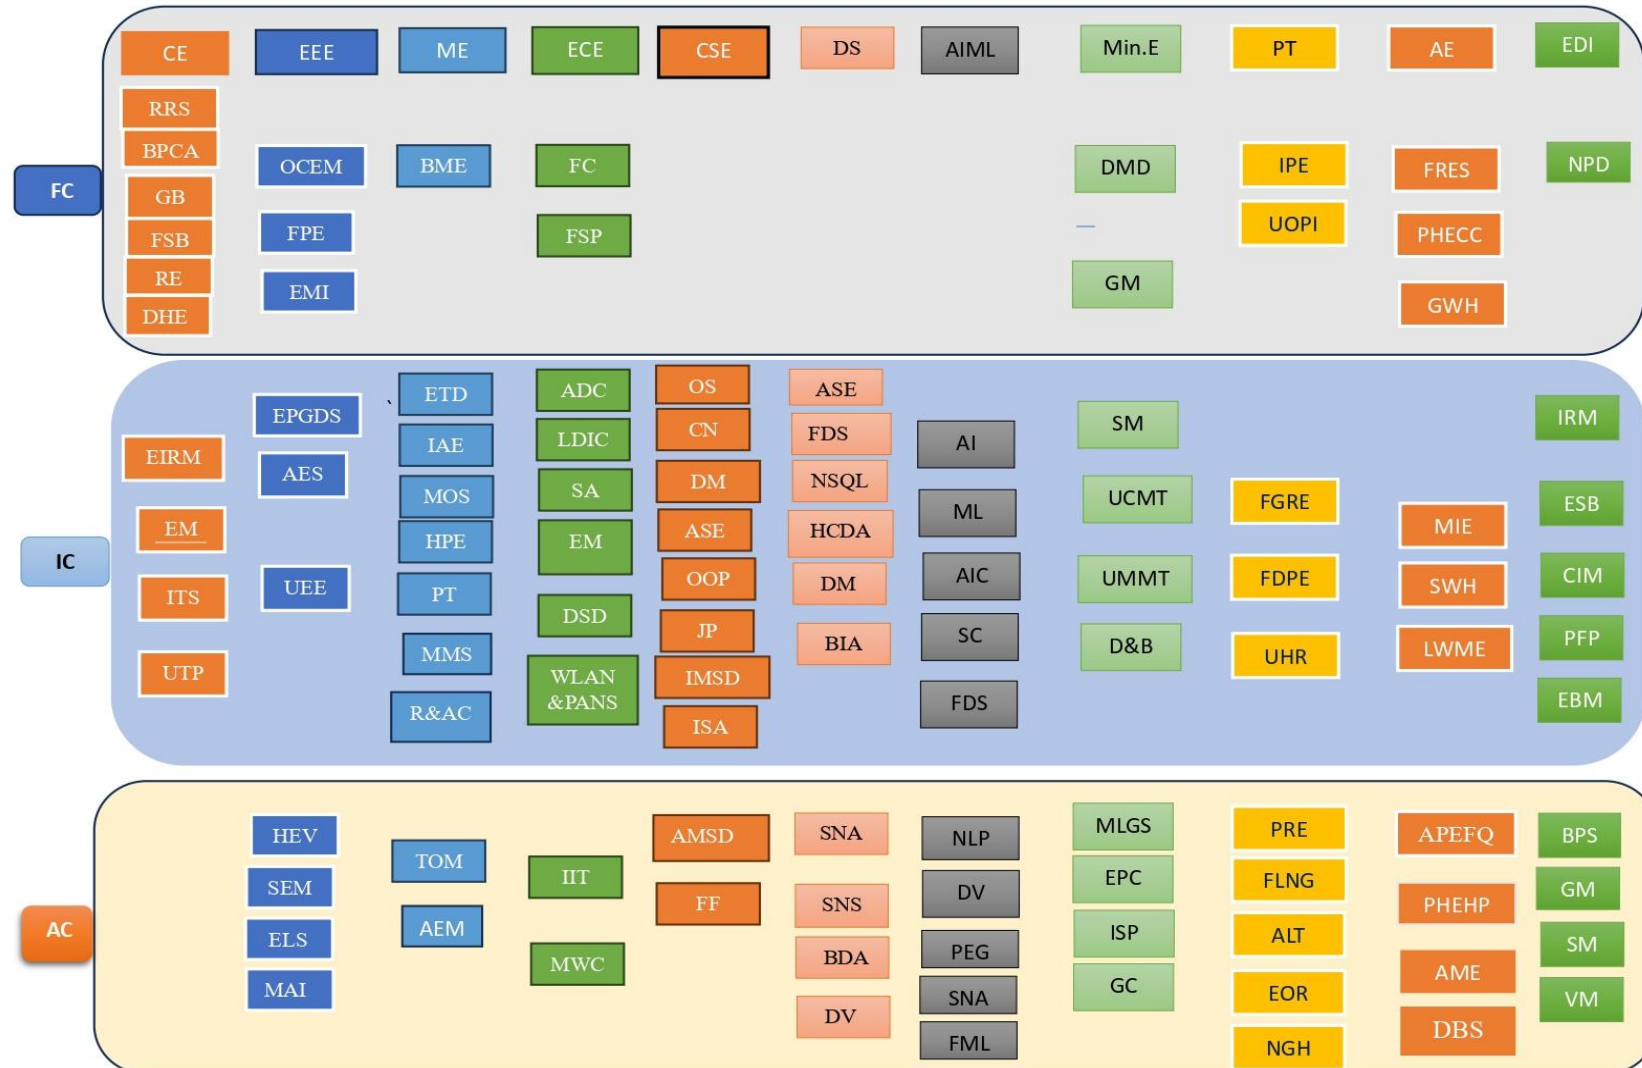 CE
EEE
ME
ECE
CSE
DS
AIML
Min.E
PT
AE
EDI
FC
RRS
BPCA
GB
FSB
RE
DHE
OCEM
FPE
EMI
BME
FC
FSP
DMD
GM
IPE
UOPI
FRES
PHECC
GWH
NPD
IC
EIRM
EM
ITS
UTP
EPGDS
AES
UEE
ETD
IAE
MOS
HPE
PT
MMS
R&AC
ADC
LDIC
SA
EM
DSD
WLAN
&PANS
OS
CN
DM
ASE
OOP
JP
IMSD
ISA
ASE
FDS
NSQL
HCDA
DM
BIA
AI
ML
AIC
SC
FDS
SM
UCMT
UMMT
D&B
FGRE
FDPE
UHR
MIE
SWH
LWME
IRM
ESB
CIM
PFP
EBM
AC
HEV
SEM
ELS
MAI
TOM
AEM
IIT
MWC
AMSD
FF
SNA
SNS
BDA
DV
NLP
DV
PEG
SNA
FML
MLGS
EPC
ISP
GC
PRE
FLNG
ALT
EOR
NGH
APEFQ
PHEHP
AME
DBS
BPS
GM
SM
VM